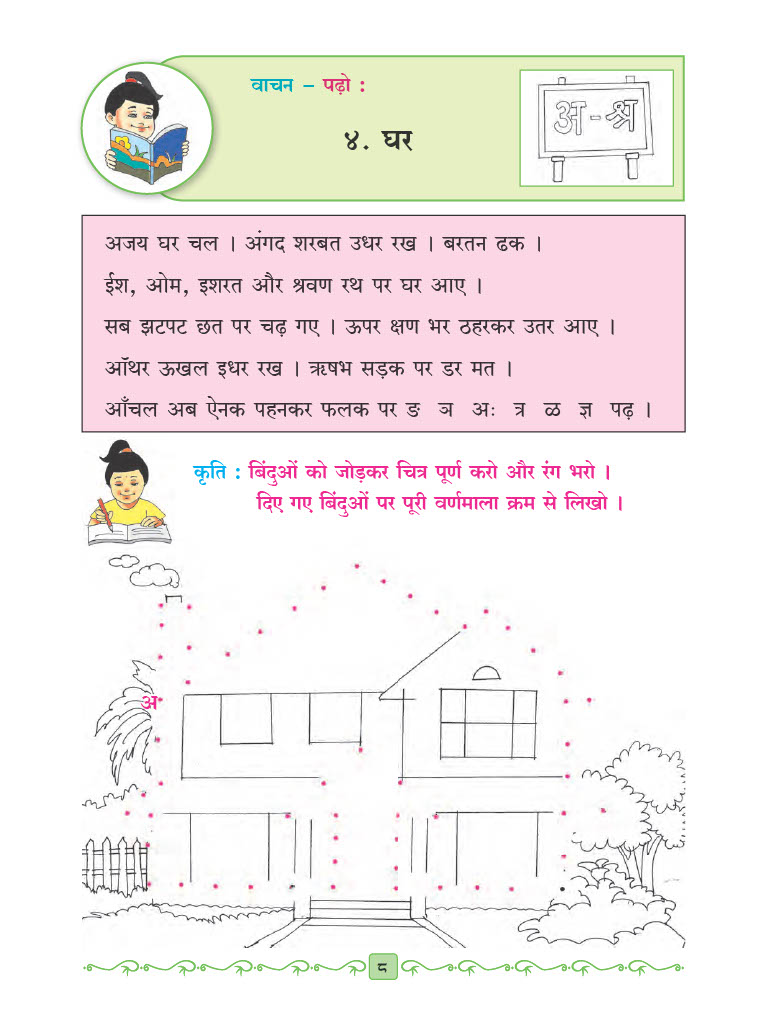 वाचन – पढ़ो :
अ - श्र
४. घर
अजय घर चल । अंगद शरबत उधर रख । बरतन ढक ।
ईश, ओम, इशरत और श्रवण रथ पर घर आए ।
सब झटपट छत पर चढ़ गए । ऊपर क्षण भर ठहरकर उतर आए ।
ऑथर ऊखल इधर रख । ऋषभ सड़क पर डर मत ।
आँचल अब ऐनक पहनकर फलक पर ङ ञ अः त्र ळ ज्ञ पढ़ ।
कृति : बिंदुओं को जोड़कर चित्र पूर्ण करो और रंग भरो ।
दिए गए बिंदुओं पर पूरी वर्णमाला क्रम से लिखो ।
अ
८